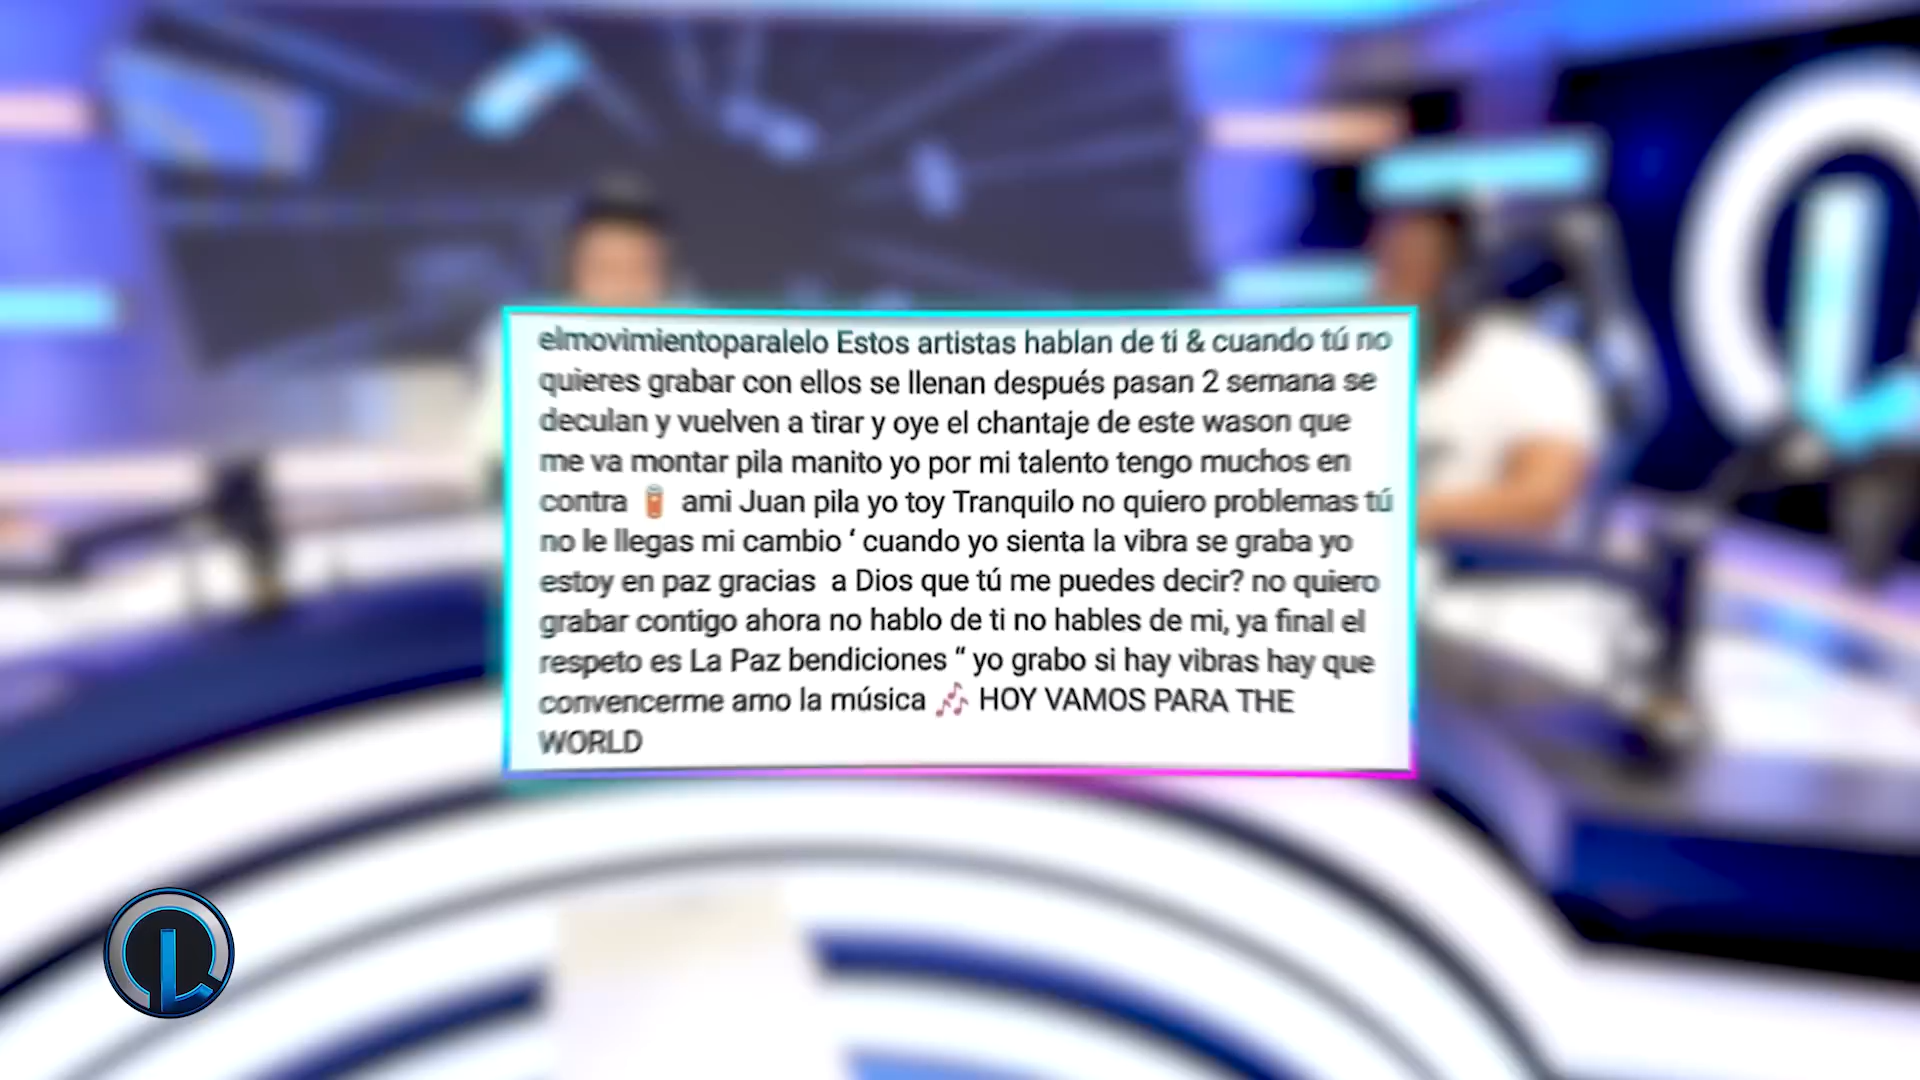 elmovimientoparalelo Estos artistas hablan de ti & cuando tú no
quieres grabar con ellos se llenan después pasan 2 semana se
deculan y vuelven a tirar y oye el chantaje de este wason que
me va montar pila manito yo por mi talento tengo muchos en
contra 🥫 ami Juan pila yo toy Tranquilo no quiero problemas tú
no le llegas mi cambio ‘ cuando yo sienta la vibra se graba yo
estoy en paz gracias  a Dios que tú me puedes decir? no quiero
grabar contigo ahora no hablo de ti no hables de mi, ya final el
respeto es La Paz bendiciones “ yo grabo si hay vibras hay que
convencerme amo la música 🎶 HOY VAMOS PARA THE
WORLD